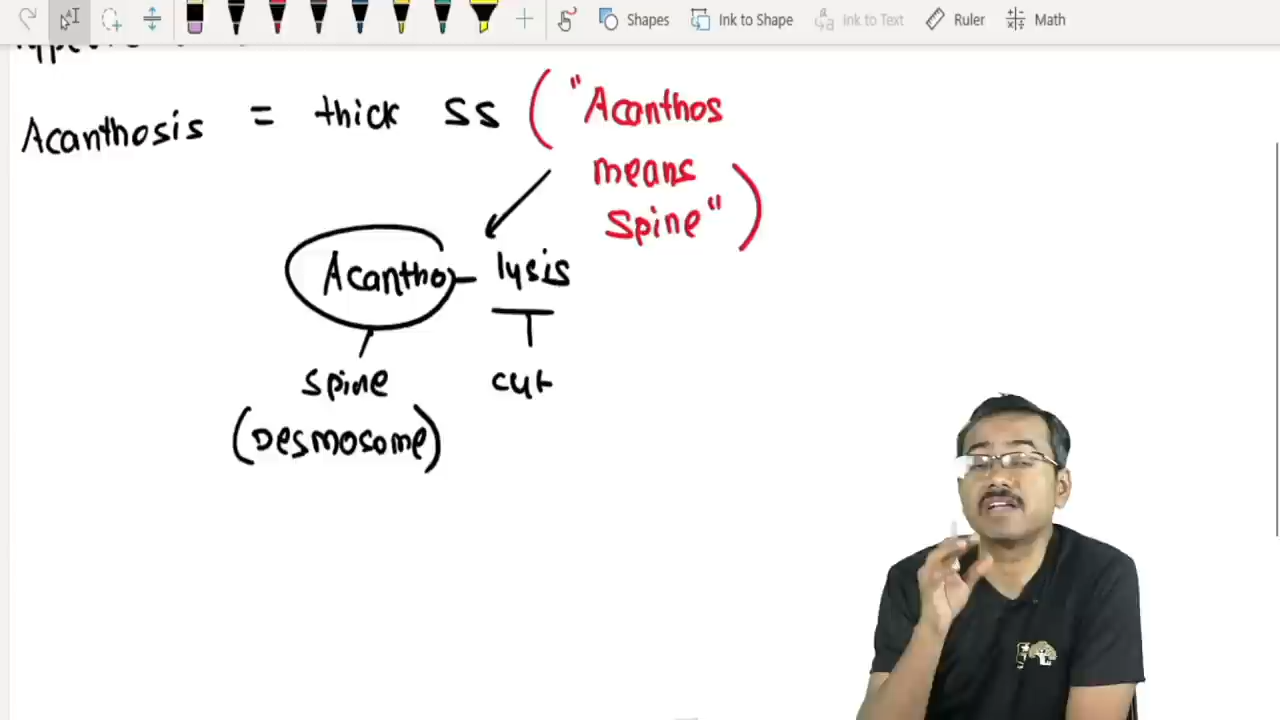 Shapes
Ink to Shape
Ink to Text
Ruler
Math
Acanthosis = thick SS ("Acanthos
means
spine")
Acantho - lysis
spine cut
(Desmosome)